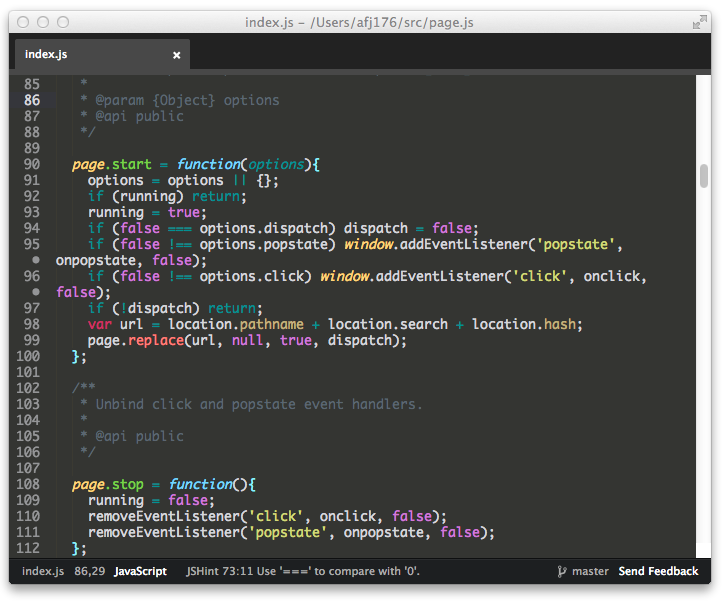 index.js - /Users/afj176/src/page.js
index.js ×
85 *
86 * @param {Object} options
87 * @api public
88 */
89
90 page.start = function(options){
91 options = options || {};
92 if (running) return;
93 running = true;
94 if (false === options.dispatch) dispatch = false;
95 if (false !== options.popstate) window.addEventListener('popstate',
• onpopstate, false);
96 if (false !== options.click) window.addEventListener('click', onclick,
• false);
97 if (!dispatch) return;
98 var url = location.pathname + location.search + location.hash;
99 page.replace(url, null, true, dispatch);
100 };
101
102 /**
103 * Unbind click and popstate event handlers.
104 *
105 * @api public
106 */
107
108 page.stop = function(){
109 running = false;
110 removeEventListener('click', onclick, false);
111 removeEventListener('popstate', onpopstate, false);
112 };
index.js 86,29 JavaScript JSHint 73:11 Use '===' to compare with '0'. master Send Feedback